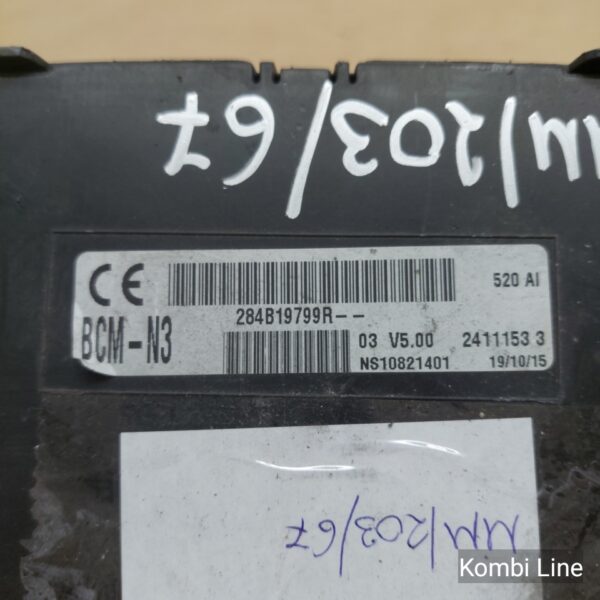 MM/203/67
CE
520 AI
284B19799R--
BCM-N3
03 V5.00 2411153 3
NS10821401 19/10/15
MM/203/67
Kombi Line